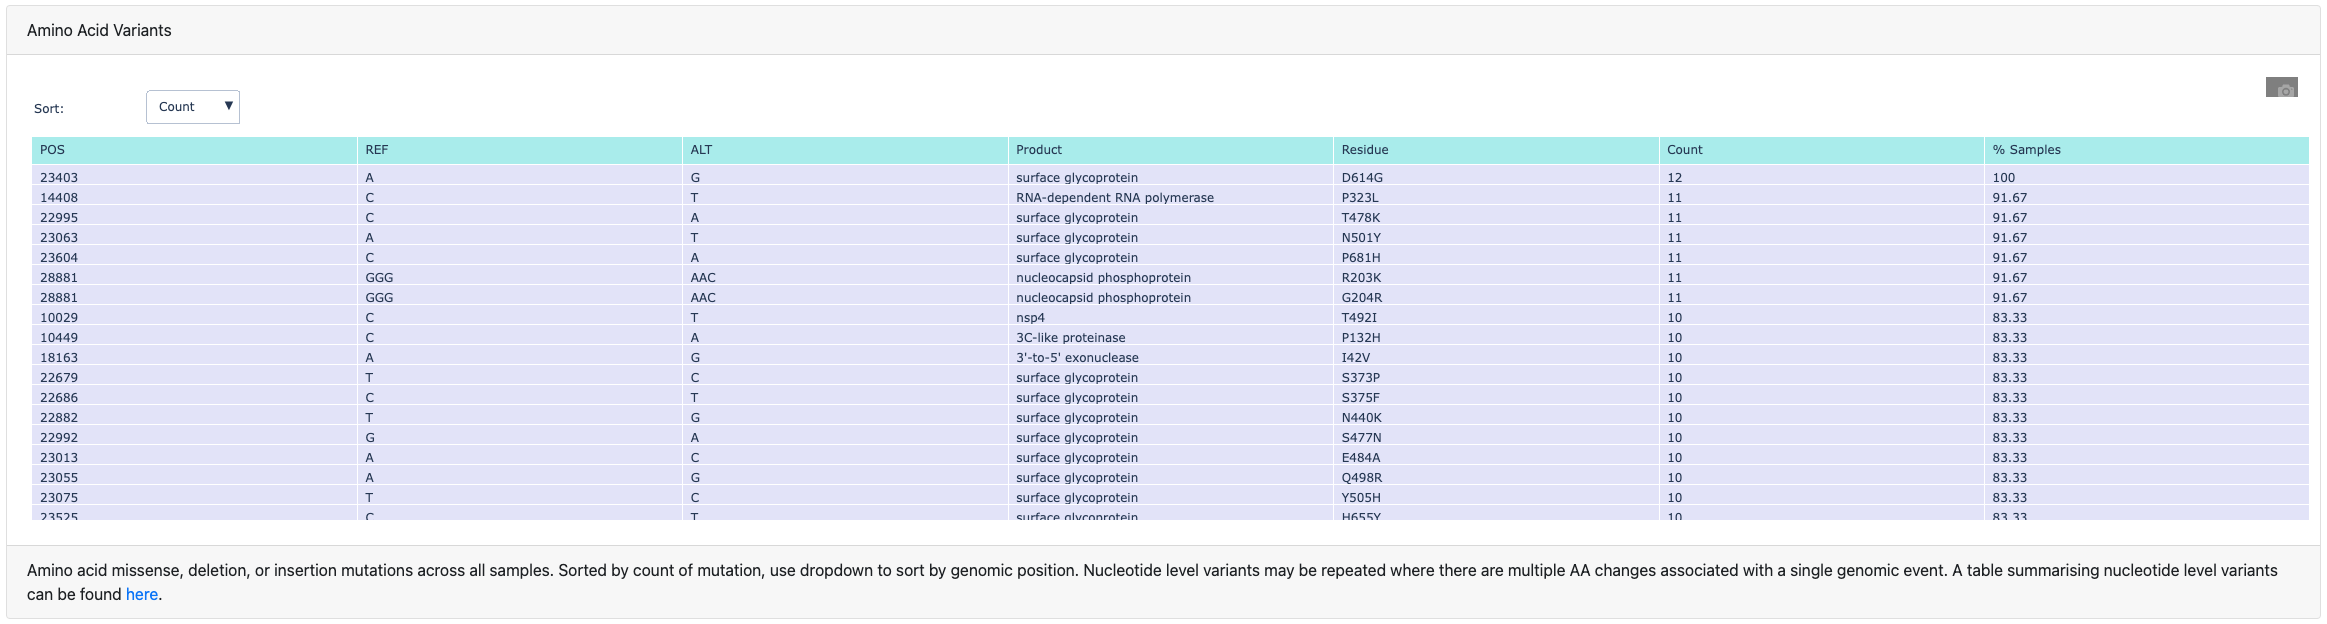 Amino Acid Variants
Sort: Count ▼
POS REF ALT Product Residue Count % Samples
23403 A G surface glycoprotein D614G 12 100
14408 C T RNA-dependent RNA polymerase P323L 11 91.67
22995 C A surface glycoprotein T478K 11 91.67
23063 A T surface glycoprotein N501Y 11 91.67
23604 C A surface glycoprotein P681H 11 91.67
28881 GGG AAC nucleocapsid phosphoprotein R203K 11 91.67
28881 GGG AAC nucleocapsid phosphoprotein G204R 11 91.67
10029 C T nsp4 T492I 10 83.33
10449 C A 3C-like proteinase P132H 10 83.33
18163 A G 3'-to-5' exonuclease I42V 10 83.33
22679 T C surface glycoprotein S373P 10 83.33
22686 C T surface glycoprotein S375F 10 83.33
22882 T G surface glycoprotein N440K 10 83.33
22992 G A surface glycoprotein S477N 10 83.33
23013 A C surface glycoprotein E484A 10 83.33
23055 A G surface glycoprotein Q498R 10 83.33
23075 T C surface glycoprotein Y505H 10 83.33
23525 C T surface glycoprotein H655Y 10 83.33
Amino acid missense, deletion, or insertion mutations across all samples. Sorted by count of mutation, use dropdown to sort by genomic position. Nucleotide level variants may be repeated where there are multiple AA changes associated with a single genomic event. A table summarising nucleotide level variants
can be found here.